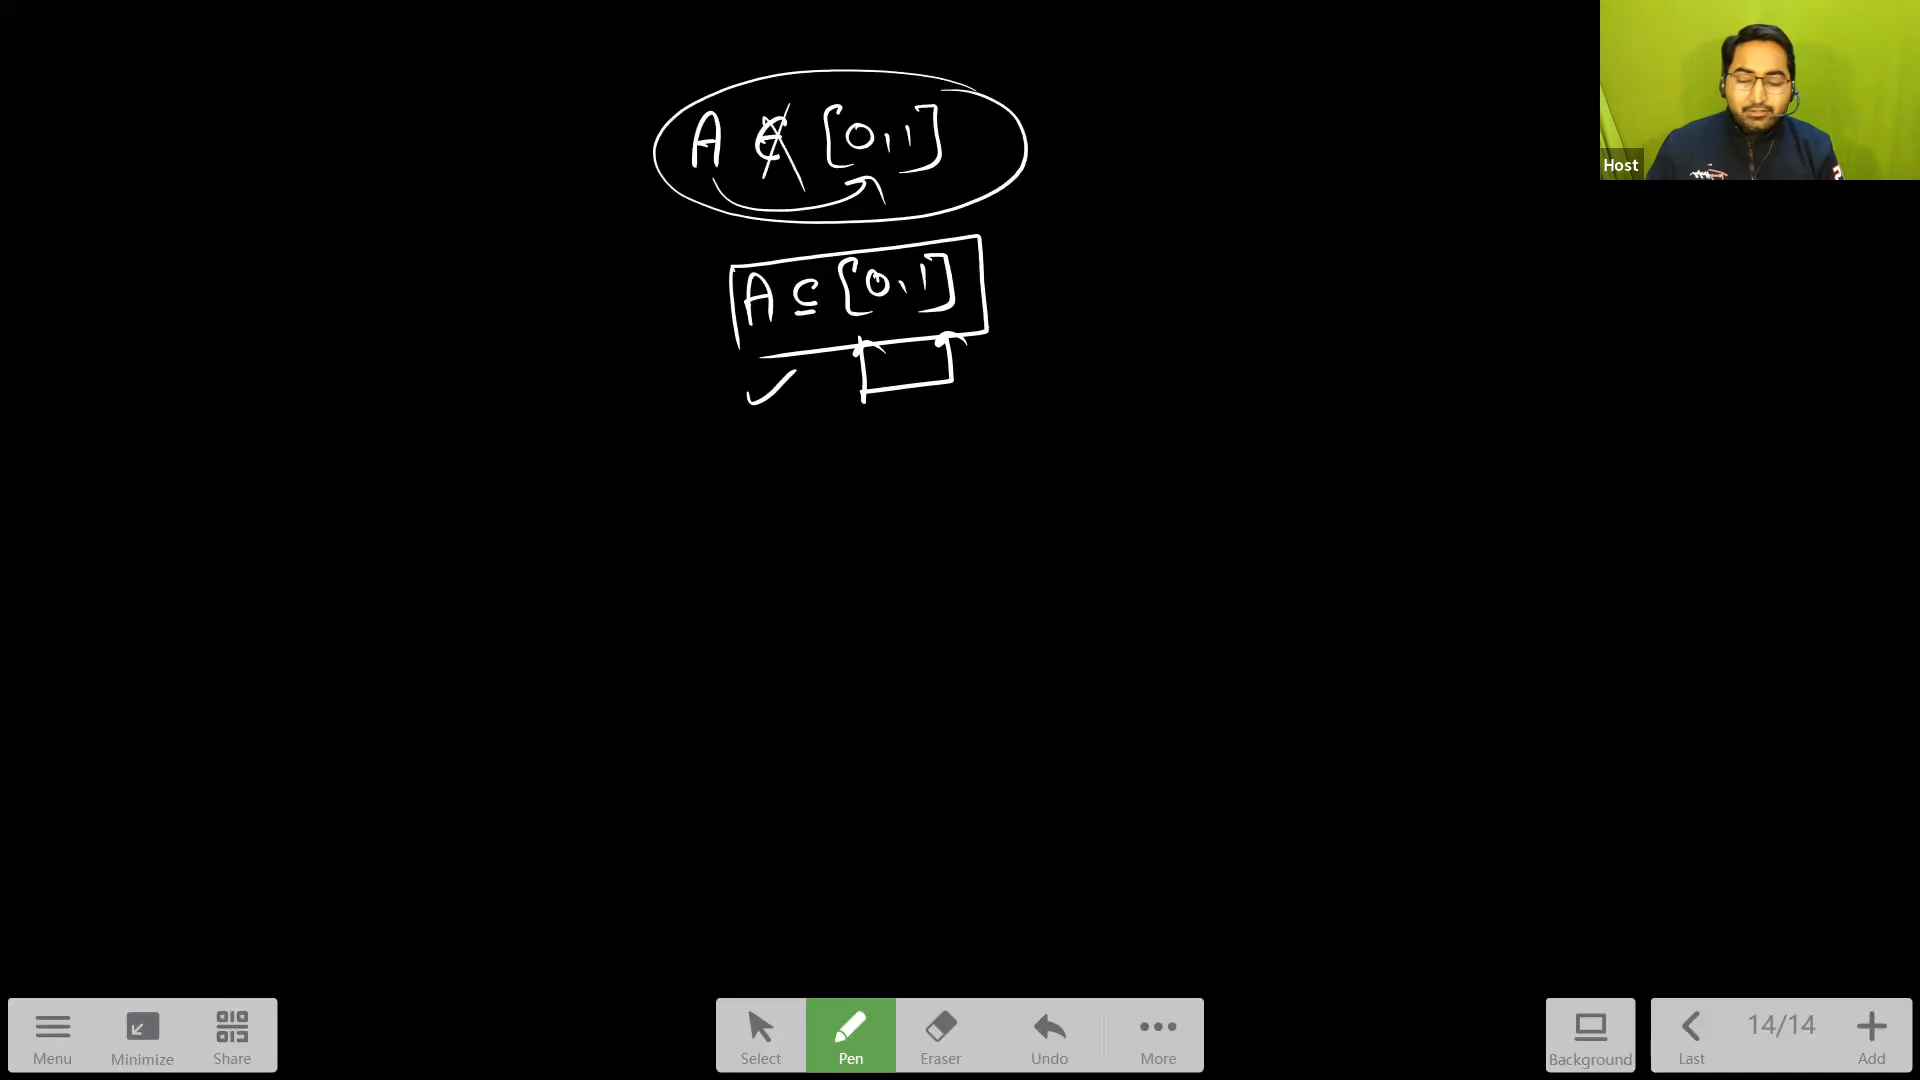 A ∉ [0,1]
Host
A ⊆ [0,1]
✓
Menu
Minimize
Share
Select
Pen
Eraser
Undo
More
Background
Last
14/14
Add